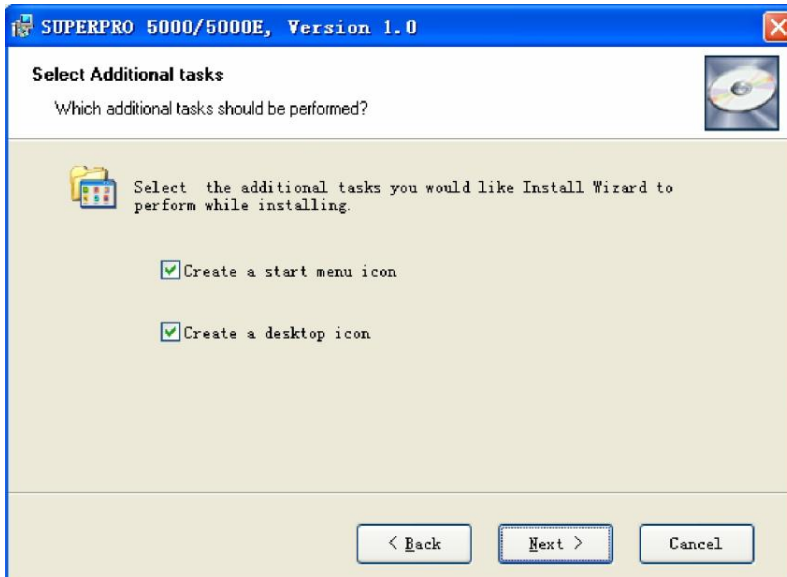 SUPERPRO 5000/5000E, Version 1.0
Select Additional tasks
Which additional tasks should be performed?
Select the additional tasks you would like Install Wizard to
perform while installing.
Create a start menu icon
Create a desktop icon
< Back
Next >
Cancel